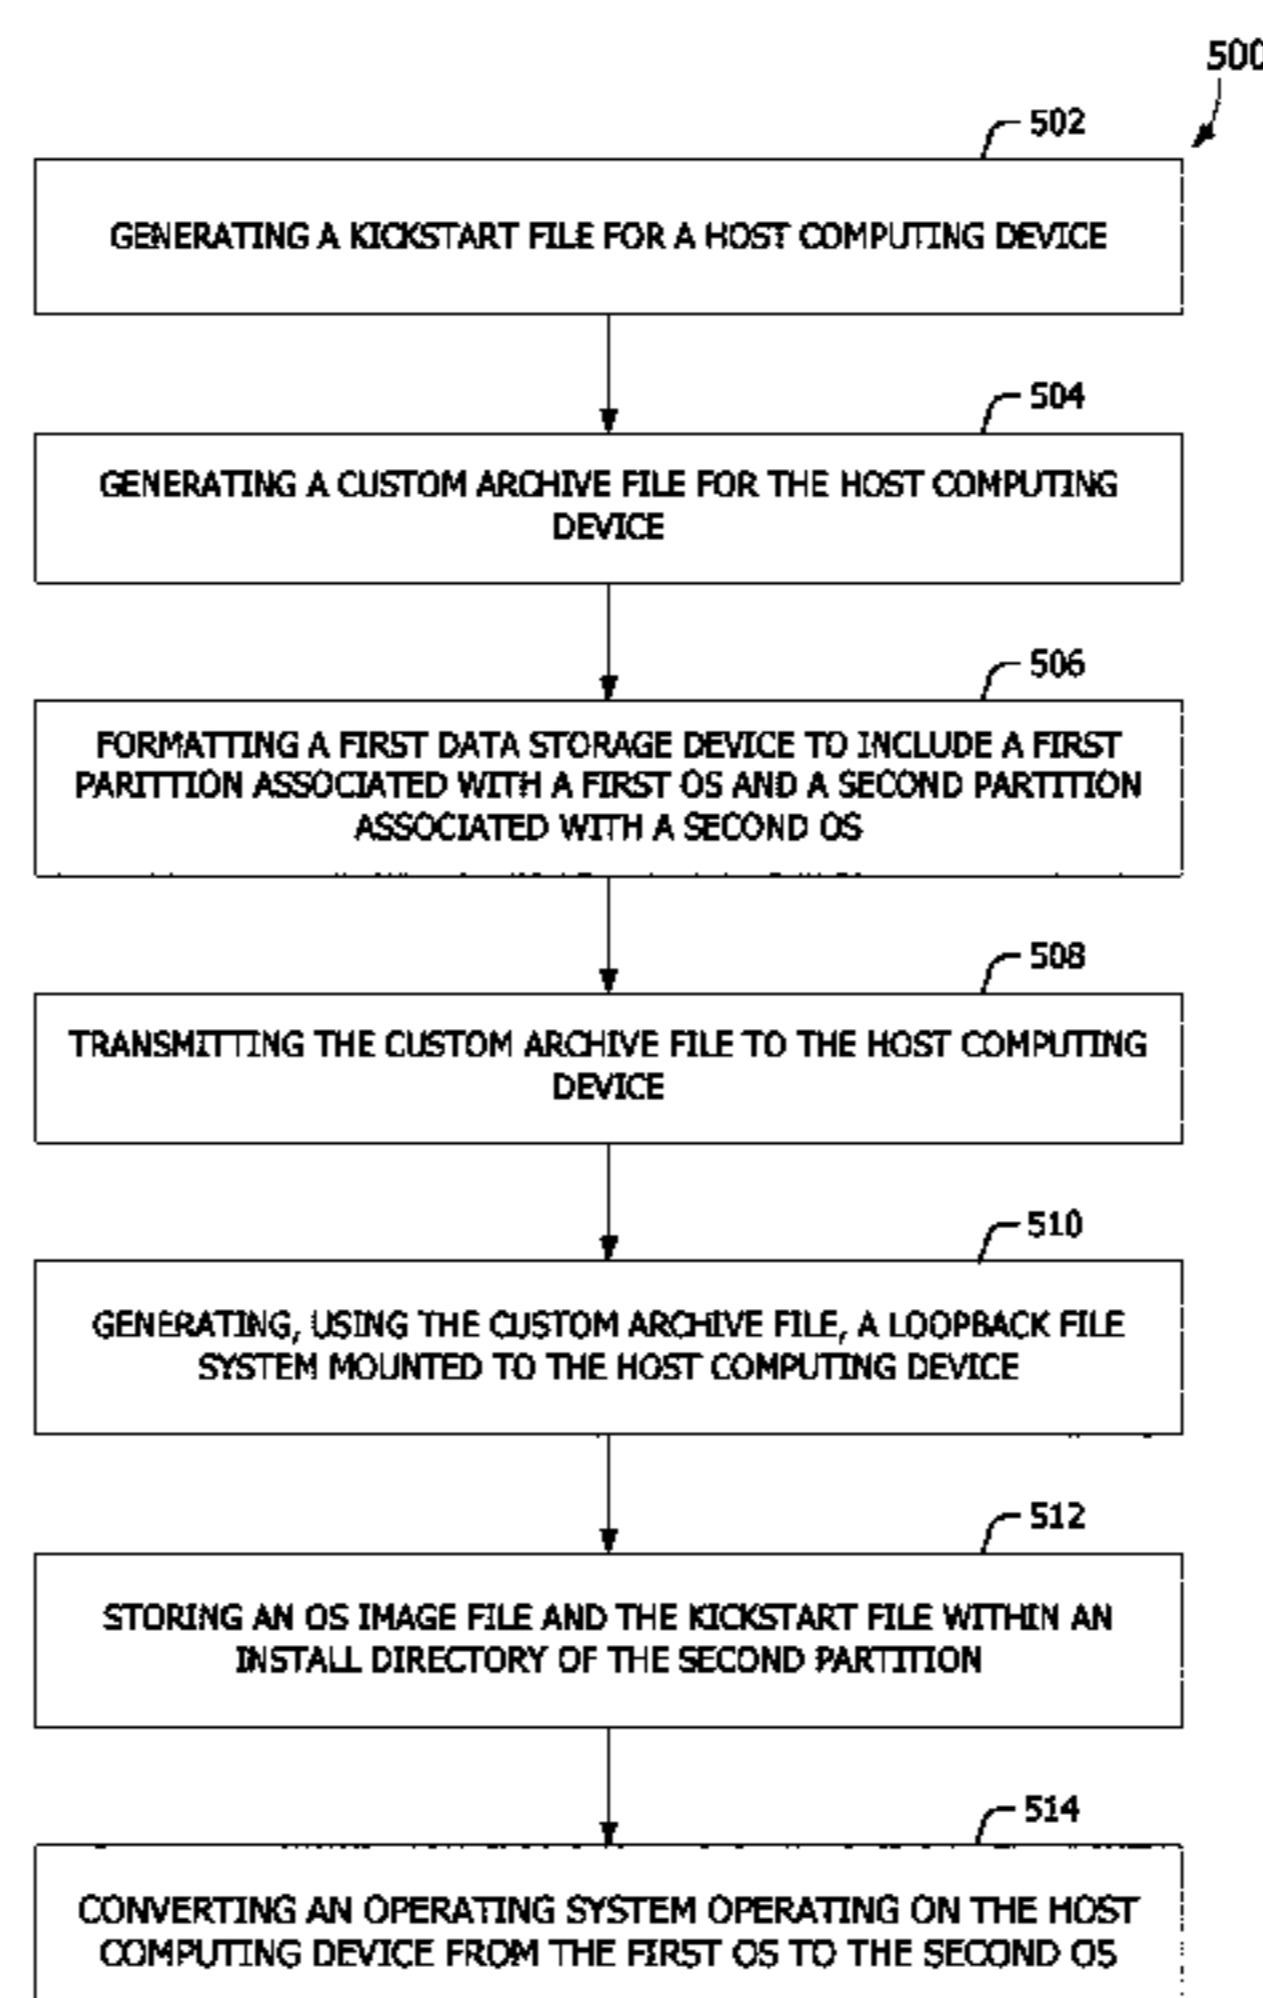 500
502
GENERATING A KICKSTART FILE FOR A HOST COMPUTING DEVICE
504
GENERATING A CUSTOM ARCHIVE FILE FOR THE HOST COMPUTING
DEVICE
506
FORMATTING A FIRST DATA STORAGE DEVICE TO INCLUDE A FIRST
PARITTION ASSOCIATED WITH A FIRST OS AND A SECOND PARTITION
ASSOCIATED WITH A SECOND OS
508
TRANSMITTING THE CUSTOM ARCHIVE FILE TO THE HOST COMPUTING
DEVICE
510
GENERATING, USING THE CUSTOM ARCHIVE FILE, A LOOPBACK FILE
SYSTEM MOUNTED TO THE HOST COMPUTING DEVICE
512
STORING AN OS IMAGE FILE AND THE KICKSTART FILE WITHIN AN
INSTALL DIRECTORY OF THE SECOND PARTITION
514
CONVERTING AN OPERATING SYSTEM OPERATING ON THE HOST
COMPUTING DEVICE FROM THE FIRST OS TO THE SECOND OS